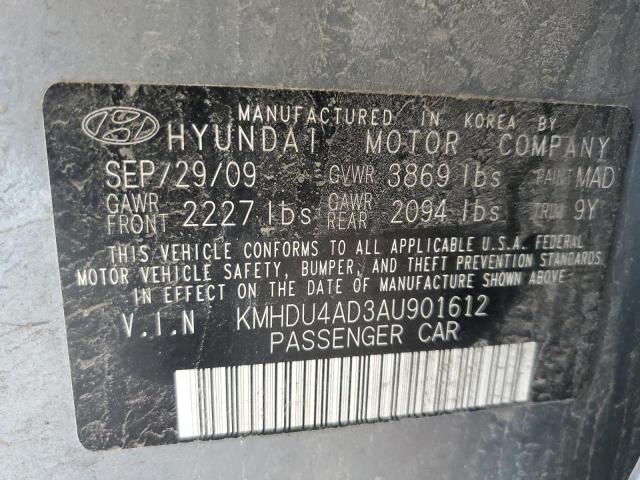 MANUFACTURED IN KOREA BY
HYUNDAI MOTOR COMPANY
SEP/29/09 GVWR 3869 lbs PAINT MAD
GAWR FRONT 2227 lbs GAWR REAR 2094 lbs TRIM 9Y
THIS VEHICLE CONFORMS TO ALL APPLICABLE U.S.A. FEDERAL
MOTOR VEHICLE SAFETY, BUMPER, AND THEFT PREVENTION STANDARDS
IN EFFECT ON THE DATE OF MANUFACTURE SHOWN ABOVE.
V.I.N KMHDU4AD3AU901612
PASSENGER CAR